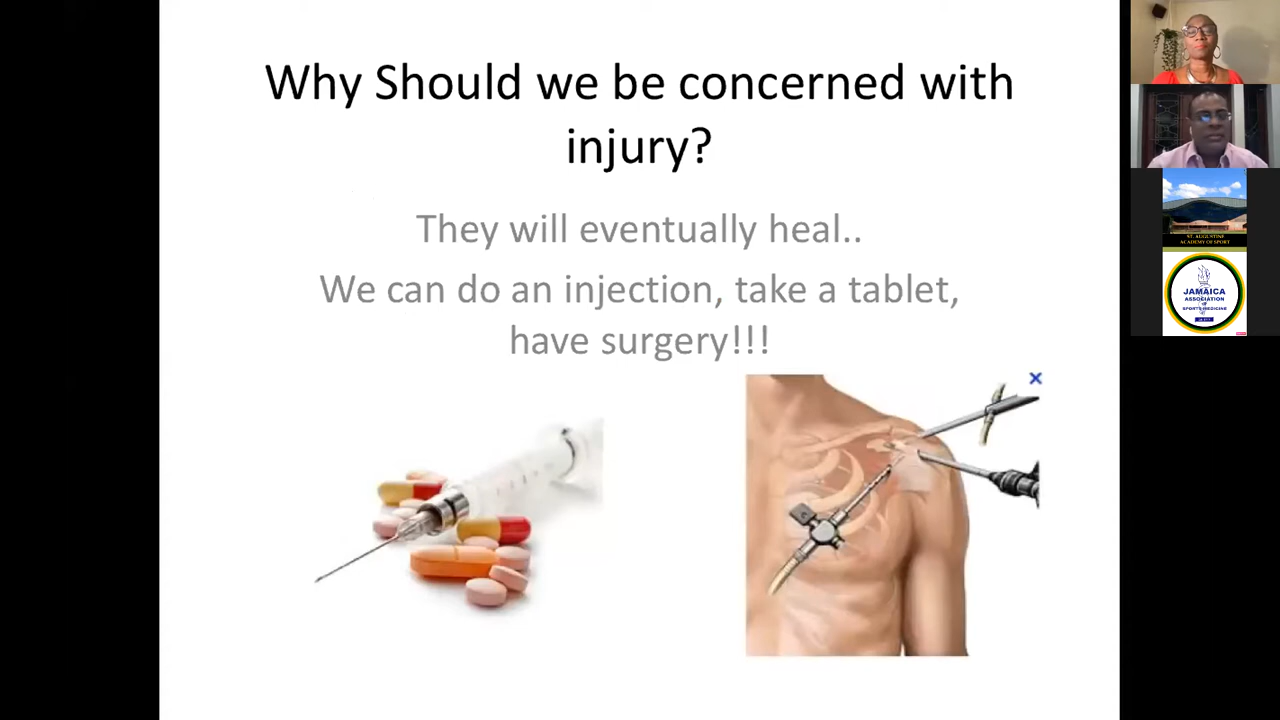 Why Should we be concerned with
injury?
They will eventually heal..
We can do an injection, take a tablet,
have surgery!!!
ST. AUGUSTINE
ACADEMY OF SPORT
JAMAICA
ASSOCIATION
SPORTS MEDICINE